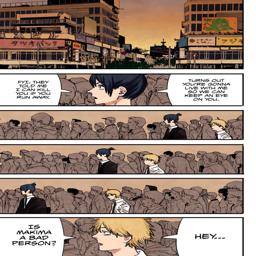 TURNING OUT
YOU'RE GONNA
LIVE WITH ME
SO WE CAN
KEEP AN EYE
ON YOU.
FYI, THEY
TOLD ME
I CAN KILL
YOU IF YOU
RUN AWAY.
HEY...
IS
MAKIMA
A BAD
PERSON?